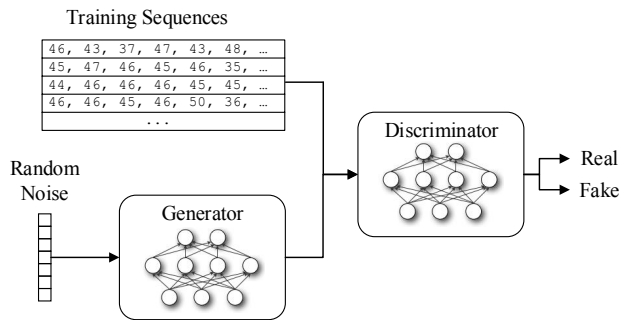 Training Sequences
46, 43, 37, 47, 43, 48, …
45, 47, 46, 45, 46, 35, …
44, 46, 46, 46, 45, 45, …
46, 46, 45, 46, 50, 36, …
...
Discriminator
Real
Fake
Random
Noise
Generator